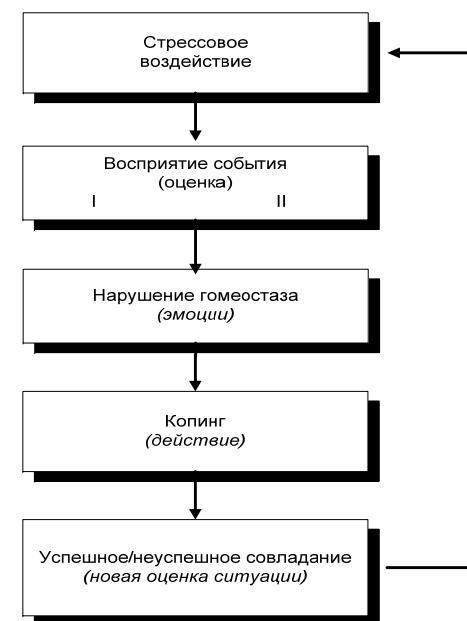 Стрессовое
воздействие
Восприятие события
(оценка)
I II
Нарушение гомеостаза
(эмоции)
Копинг
(действие)
Успешное/неуспешное совладание
(новая оценка ситуации)